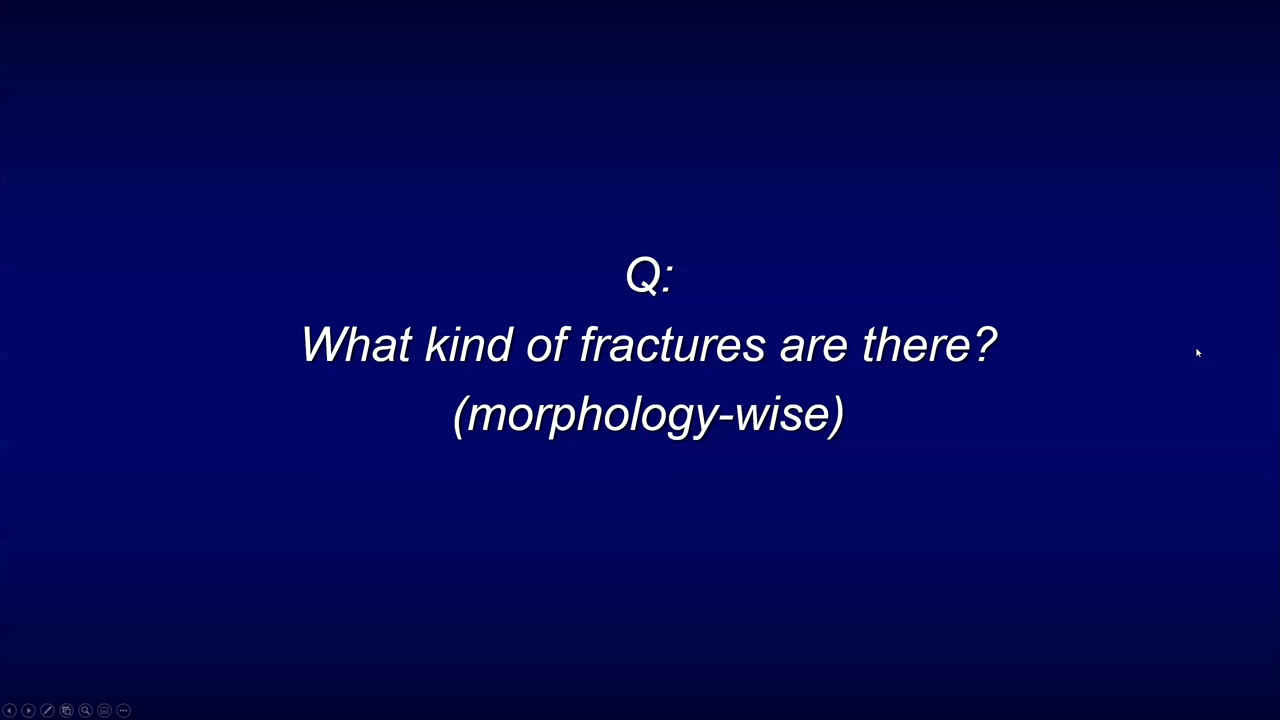 Q:
What kind of fractures are there?
(morphology-wise)